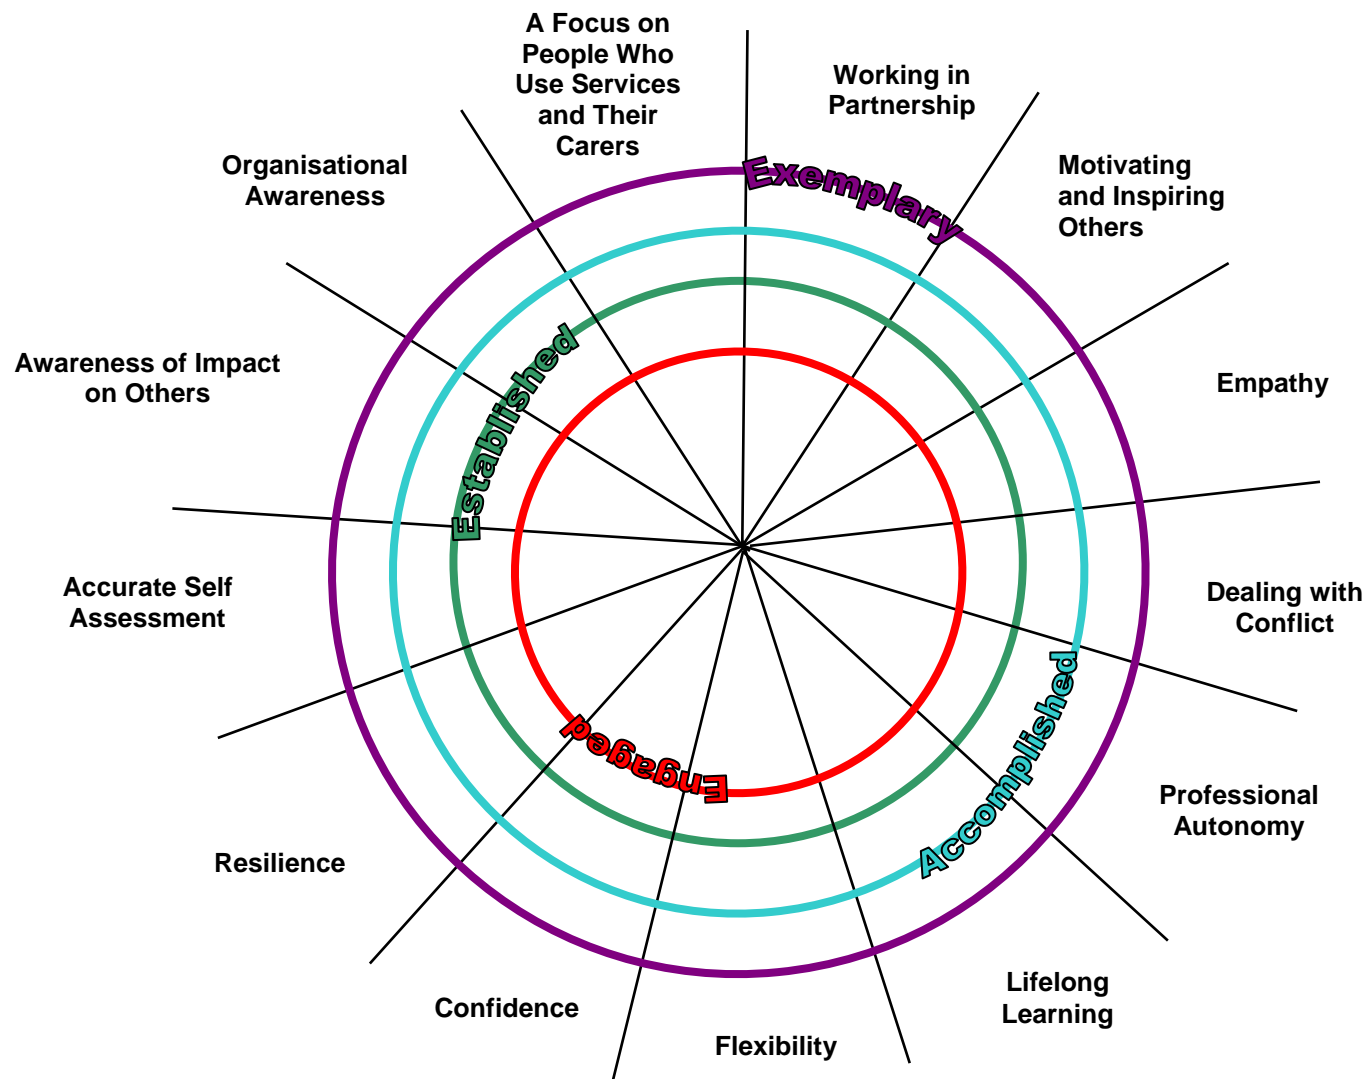 A Focus on
People Who
Use Services
and Their
Carers
Working in
Partnership
Motivating
and Inspiring
Others
Empathy
Dealing with
Conflict
Professional
Autonomy
Lifelong
Learning
Flexibility
Confidence
Resilience
Accurate Self
Assessment
Awareness of Impact
on Others
Organisational
Awareness
Exemplary
Accomplished
Established
Engaged